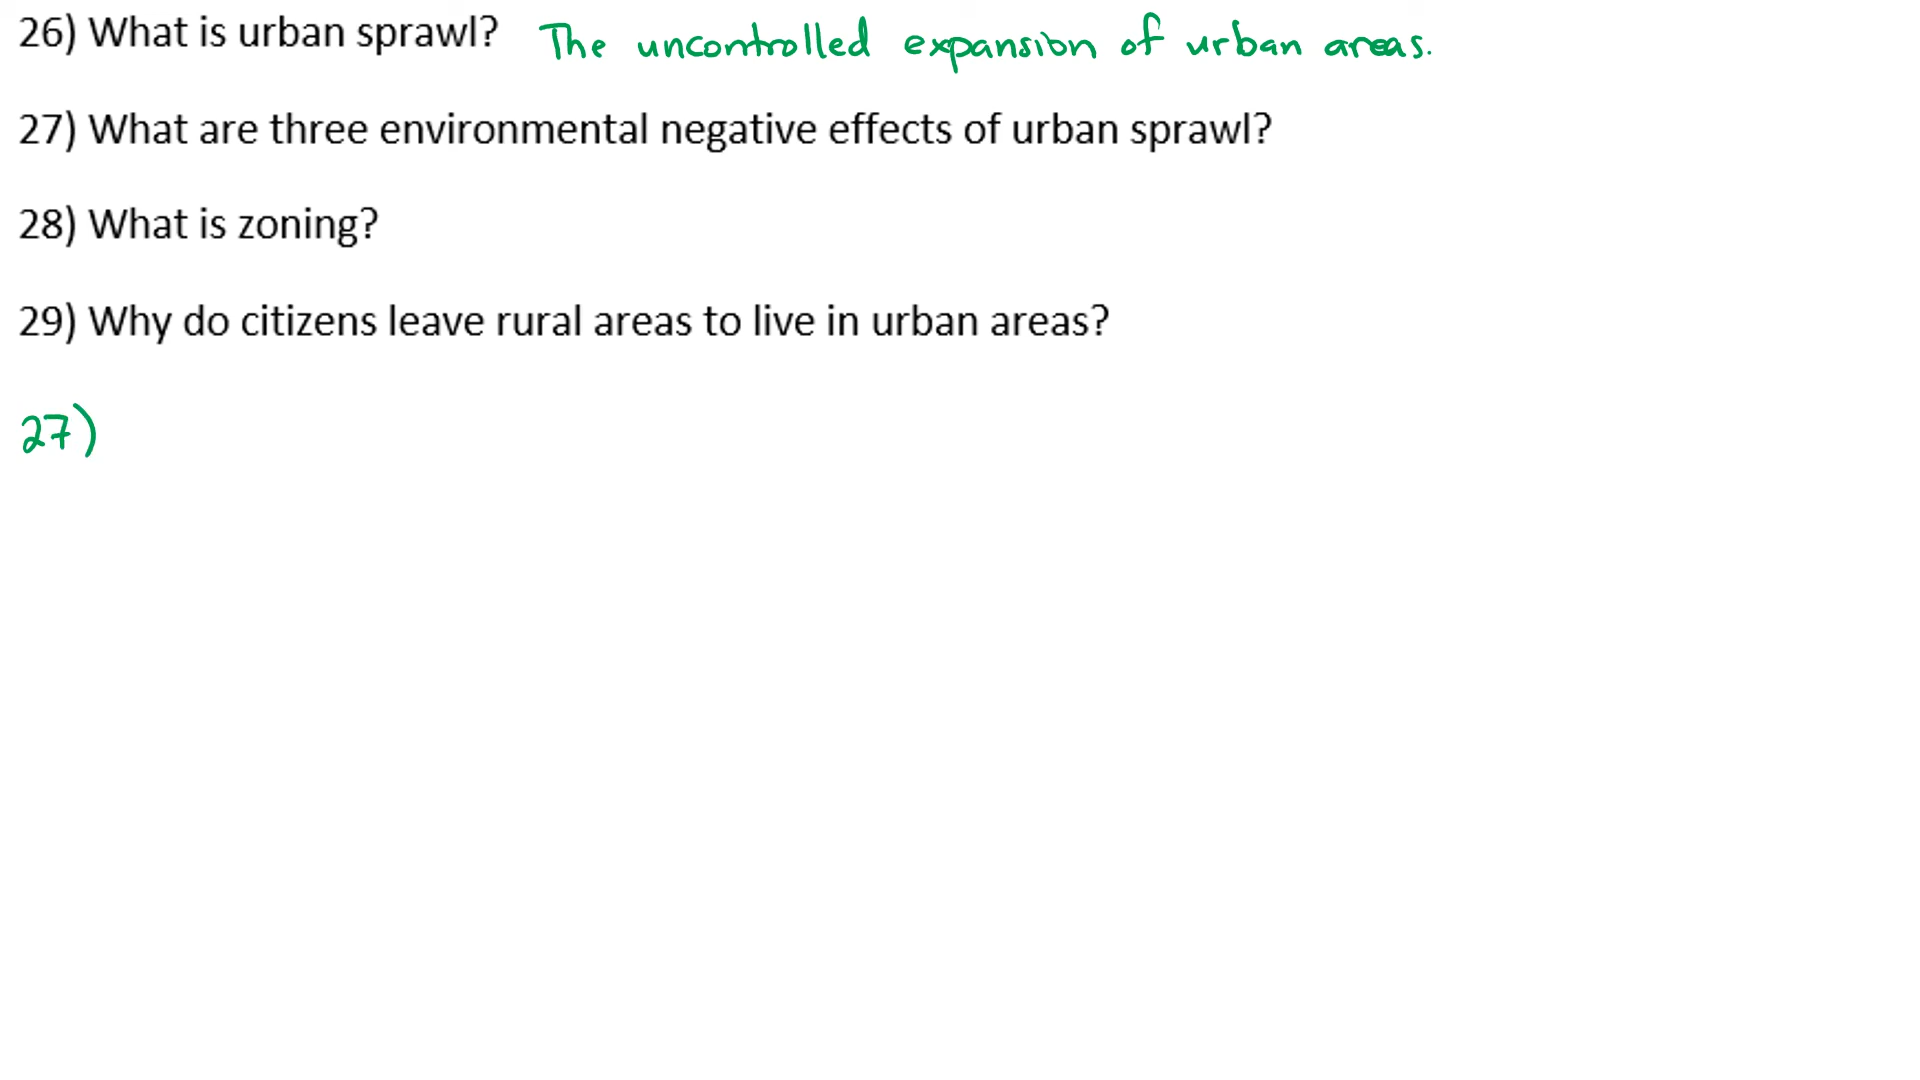 26) What is urban sprawl? The uncontrolled expansion of urban areas.
27) What are three environmental negative effects of urban sprawl?
28) What is zoning?
29) Why do citizens leave rural areas to live in urban areas?
27)